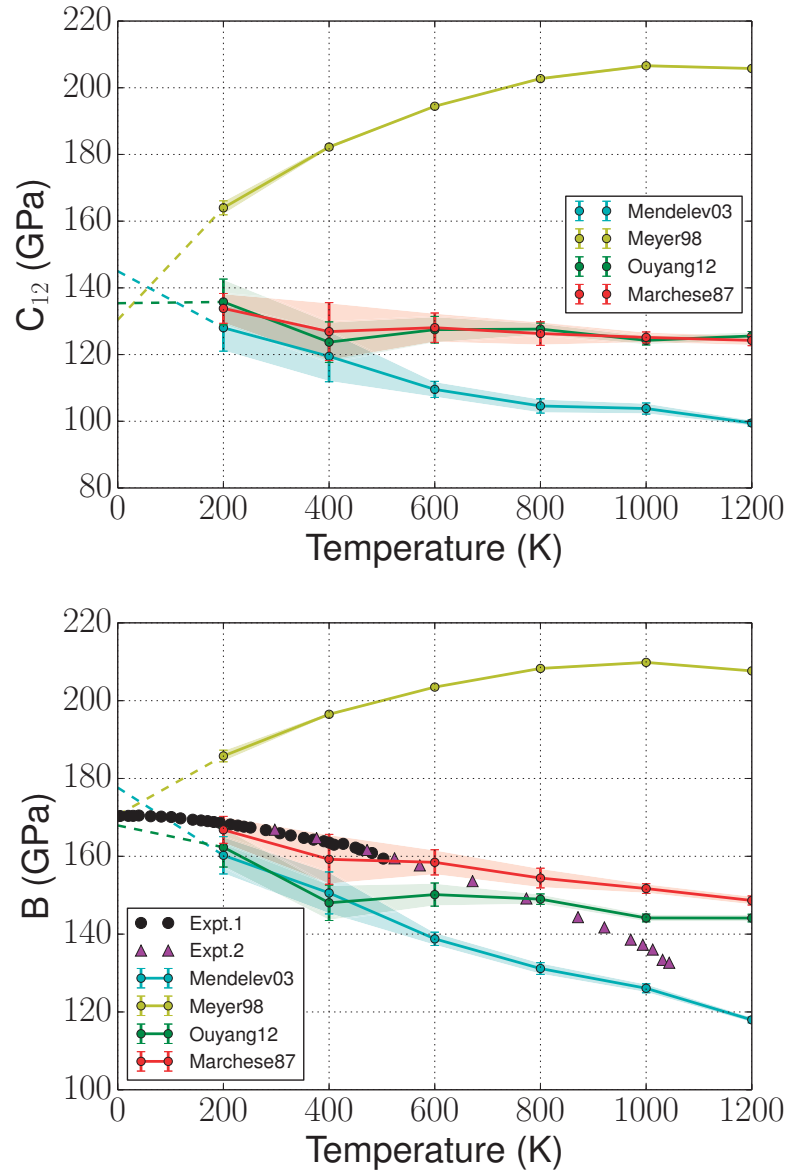 220
200
180
160
140
120
100
80
C₁₂ (GPa)
Mendelev03
Meyer98
Ouyang12
Marchese87
0 200 400 600 800 1000 1200
Temperature (K)
220
200
180
160
140
120
100
B (GPa)
Expt.1
Expt.2
Mendelev03
Meyer98
Ouyang12
Marchese87
0 200 400 600 800 1000 1200
Temperature (K)